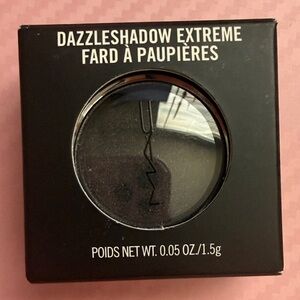 DAZZLESHADOW EXTREME
FARD À PAUPIÈRES
MAC
POIDS NET WT. 0.05 OZ./1.5g